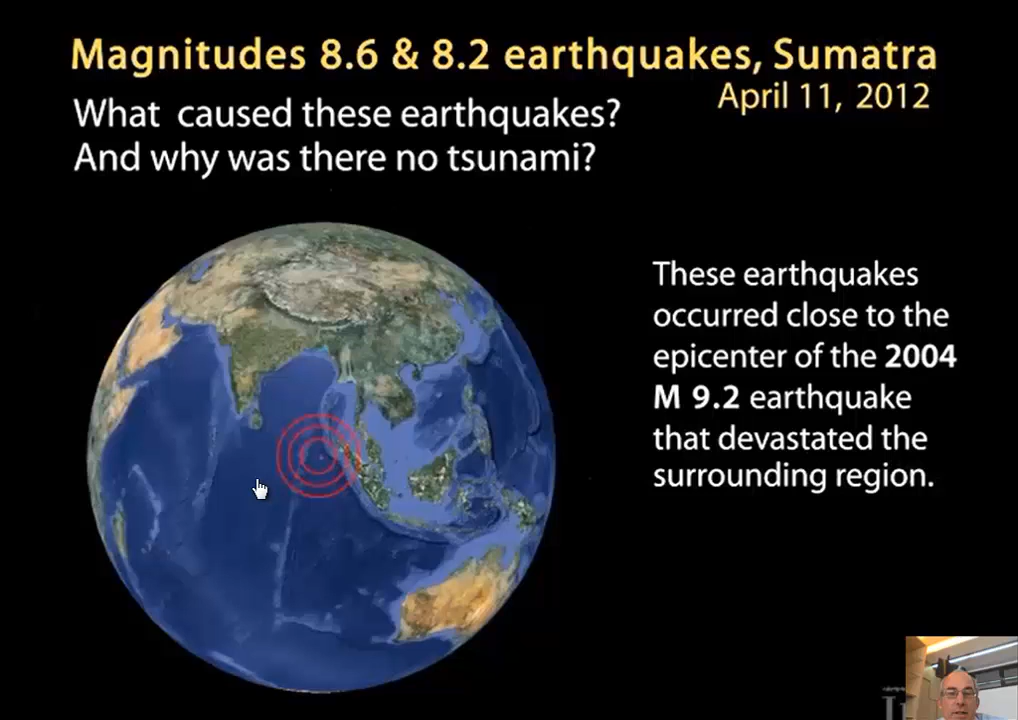 Magnitudes 8.6 & 8.2 earthquakes, Sumatra
April 11, 2012
What caused these earthquakes?
And why was there no tsunami?
These earthquakes
occurred close to the
epicenter of the 2004
M 9.2 earthquake
that devastated the
surrounding region.